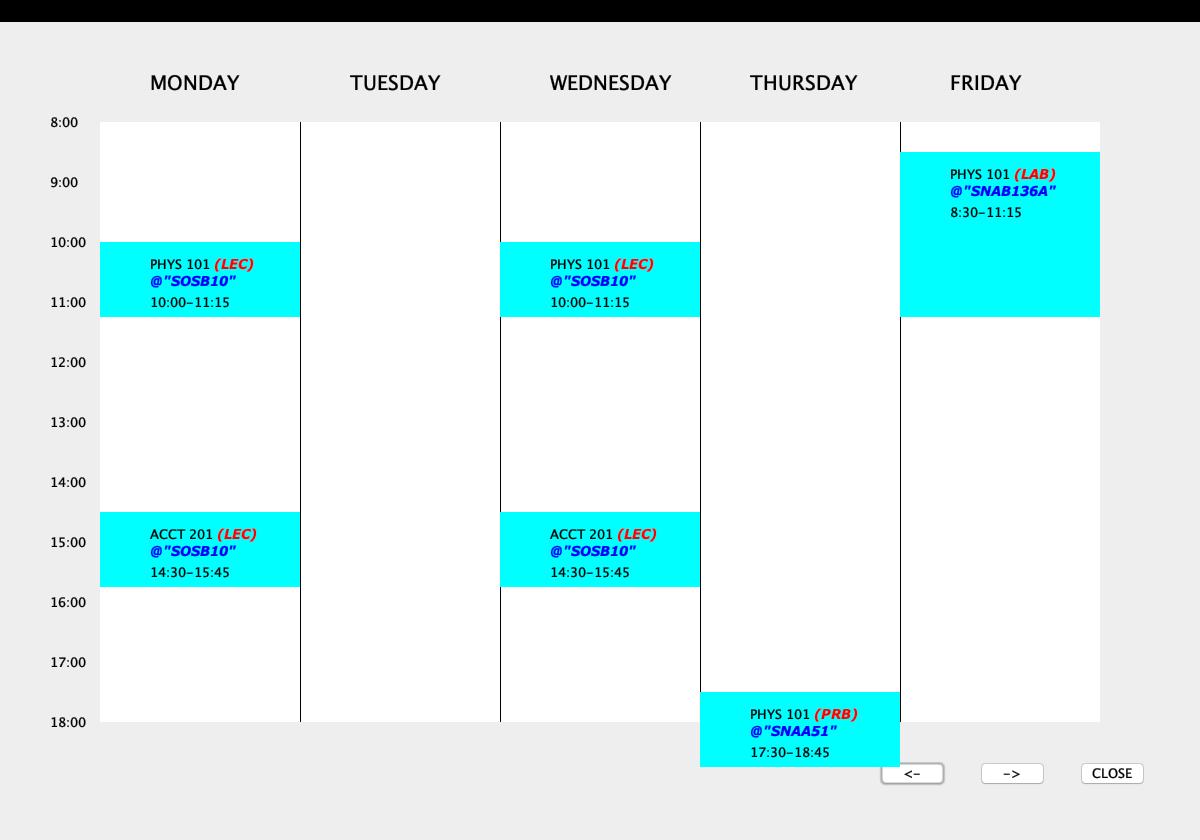 MONDAY TUESDAY WEDNESDAY THURSDAY FRIDAY
8:00
PHYS 101 (LAB)
@"SNAB136A"
8:30-11:15
9:00
10:00
PHYS 101 (LEC)
@"SOSB10"
10:00-11:15
PHYS 101 (LEC)
@"SOSB10"
10:00-11:15
11:00
12:00
13:00
14:00
ACCT 201 (LEC)
@"SOSB10"
14:30-15:45
ACCT 201 (LEC)
@"SOSB10"
14:30-15:45
15:00
16:00
17:00
PHYS 101 (PRB)
@"SNAA51"
17:30-18:45
18:00
<- -> CLOSE